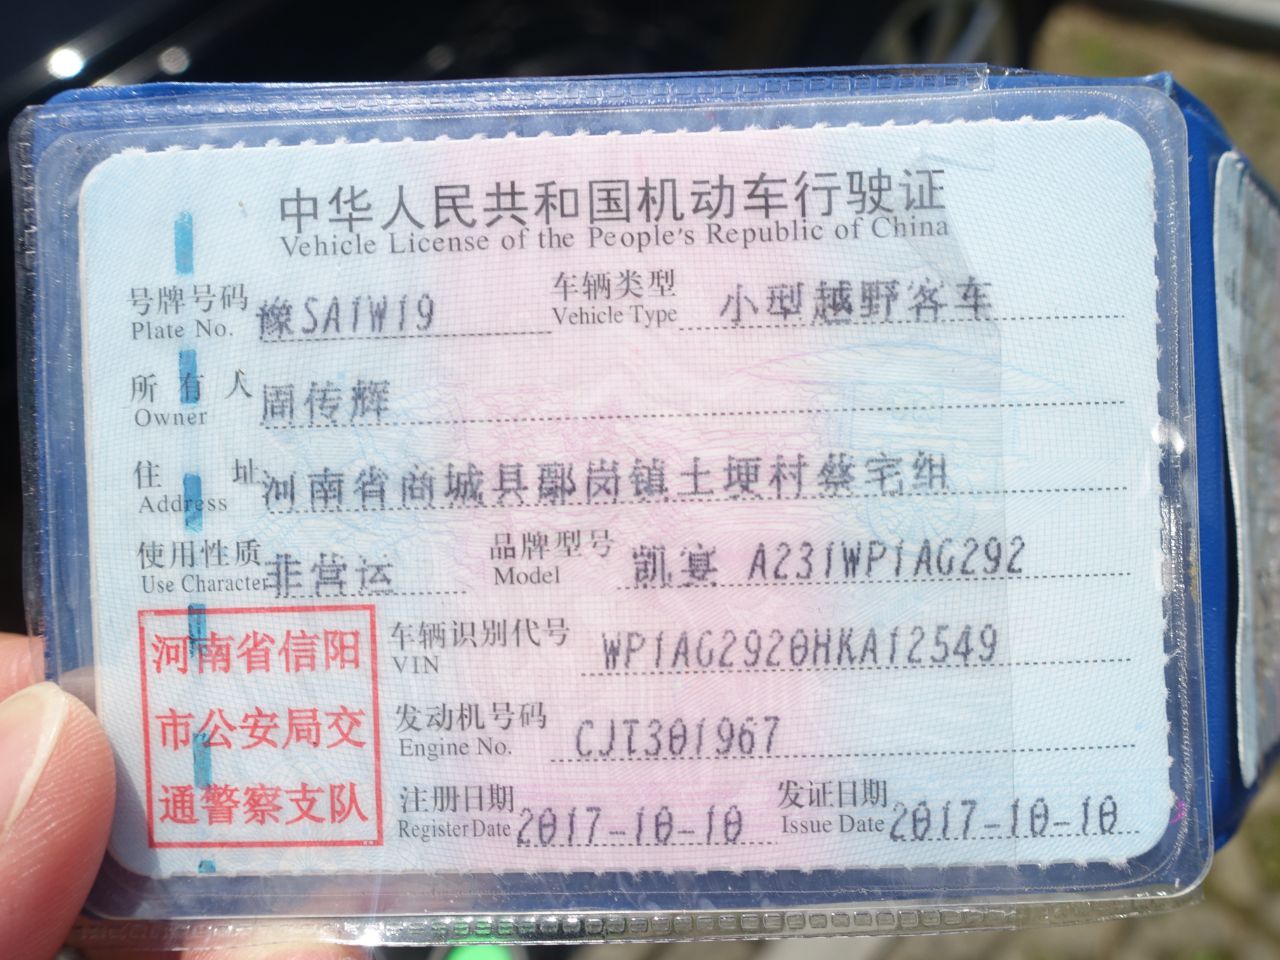 中华人民共和国机动车行驶证
Vehicle License of the People's Republic of China
号牌号码 豫SA1W19 车辆类型 小型越野客车
Plate No. Vehicle Type
所有人 周传辉
Owner
住址 河南省商城县鄢岗镇土埂村蔡宅组
Address
使用性质 非营运 品牌型号 凯宴 A231WP1AG292
Use Character Model
车辆识别代号 WP1AG2920HKA12549
VIN
发动机号码 CJT301967
Engine No.
注册日期 2017-10-10 发证日期 2017-10-10
Register Date Issue Date
河南省信阳
市公安局交
通警察支队